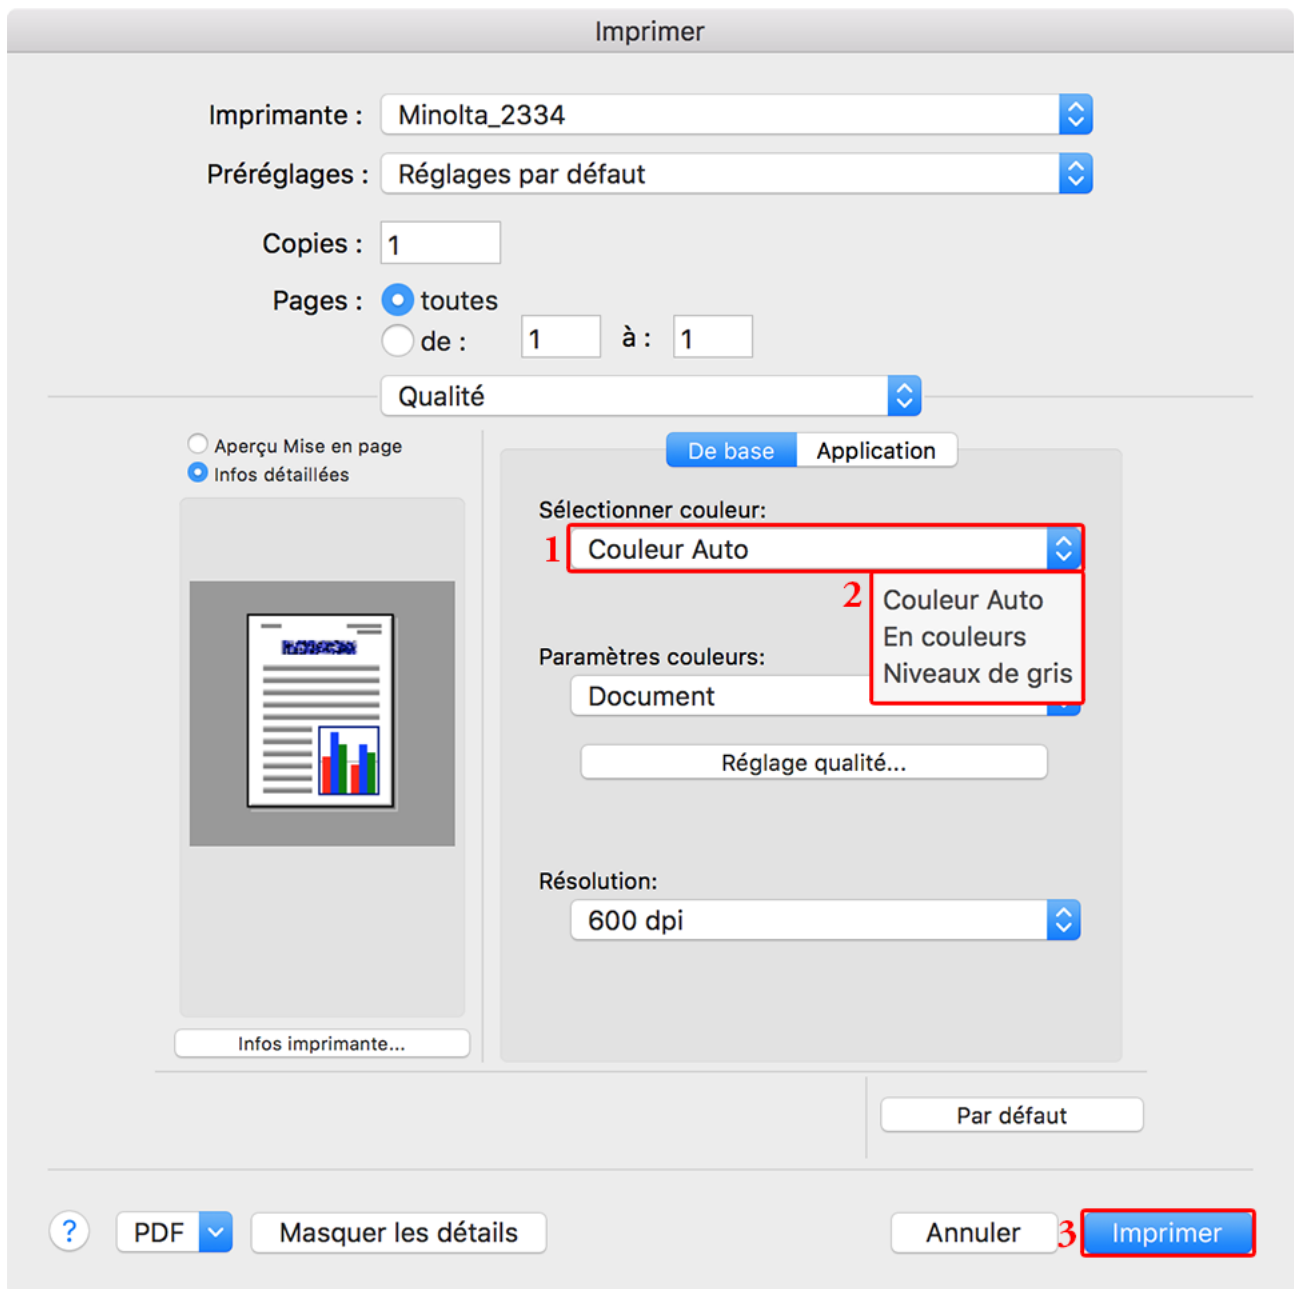 Imprimer
Imprimante : Minolta_2334
Préréglages : Réglages par défaut
Copies : 1
Pages : toutes
de : 1 à : 1
Qualité
Aperçu Mise en page
Infos détaillées
De base Application
Sélectionner couleur:
1 Couleur Auto
2 Couleur Auto
En couleurs
Niveaux de gris
Paramètres couleurs:
Document
Réglage qualité...
Résolution:
600 dpi
Infos imprimante...
Par défaut
? PDF Masquer les détails Annuler 3 Imprimer